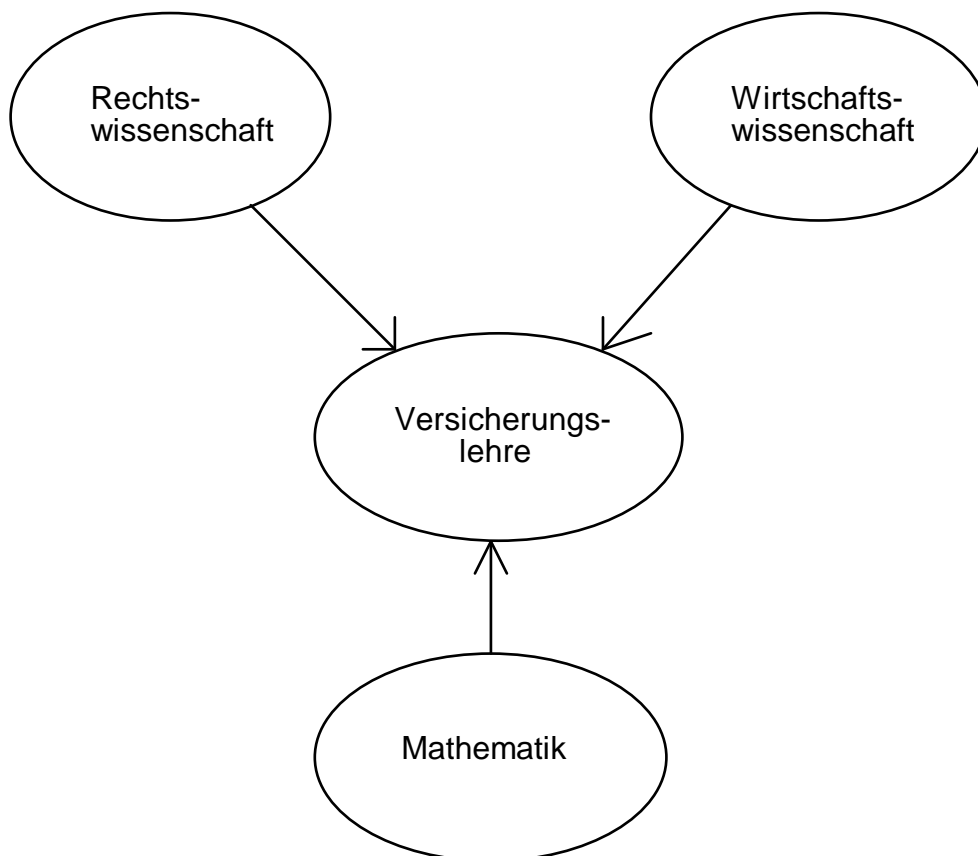 Rechts-
wissenschaft
Wirtschafts-
wissenschaft
Versicherungs-
lehre
Mathematik